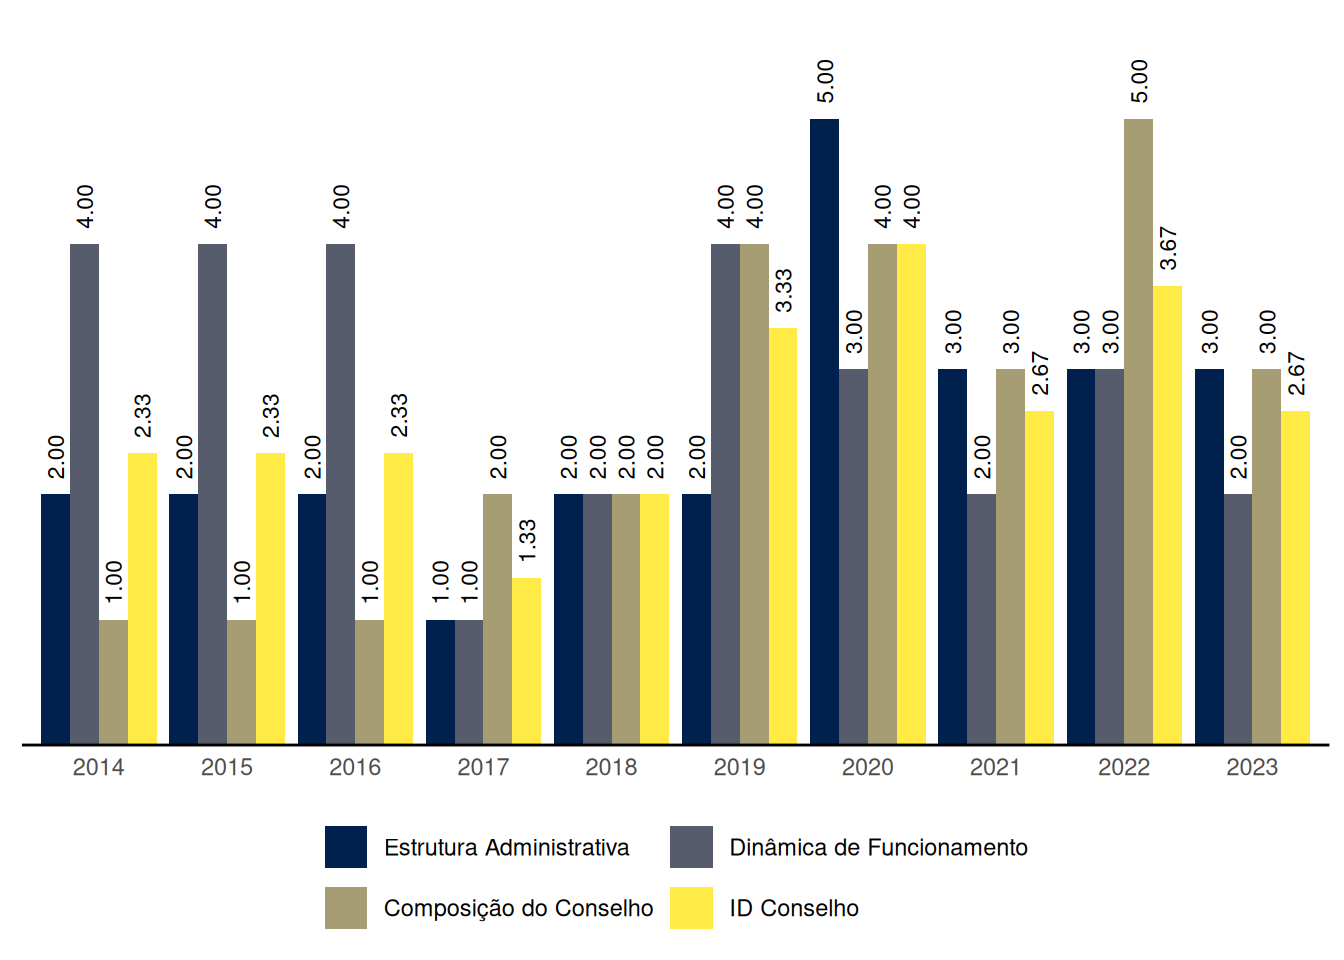 2.00 4.00 1.00 2.33 2.00 4.00 1.00 2.33 2.00 4.00 1.00 2.33 1.00 1.00 2.00 1.33 2.00 2.00 2.00 2.00 2.00 4.00 4.00 3.33 5.00 3.00 4.00 4.00 3.00 2.00 3.00 2.67 3.00 3.00 5.00 3.67 3.00 2.00 3.00 2.67
2014 2015 2016 2017 2018 2019 2020 2021 2022 2023
Estrutura Administrativa Dinâmica de Funcionamento
Composição do Conselho ID Conselho